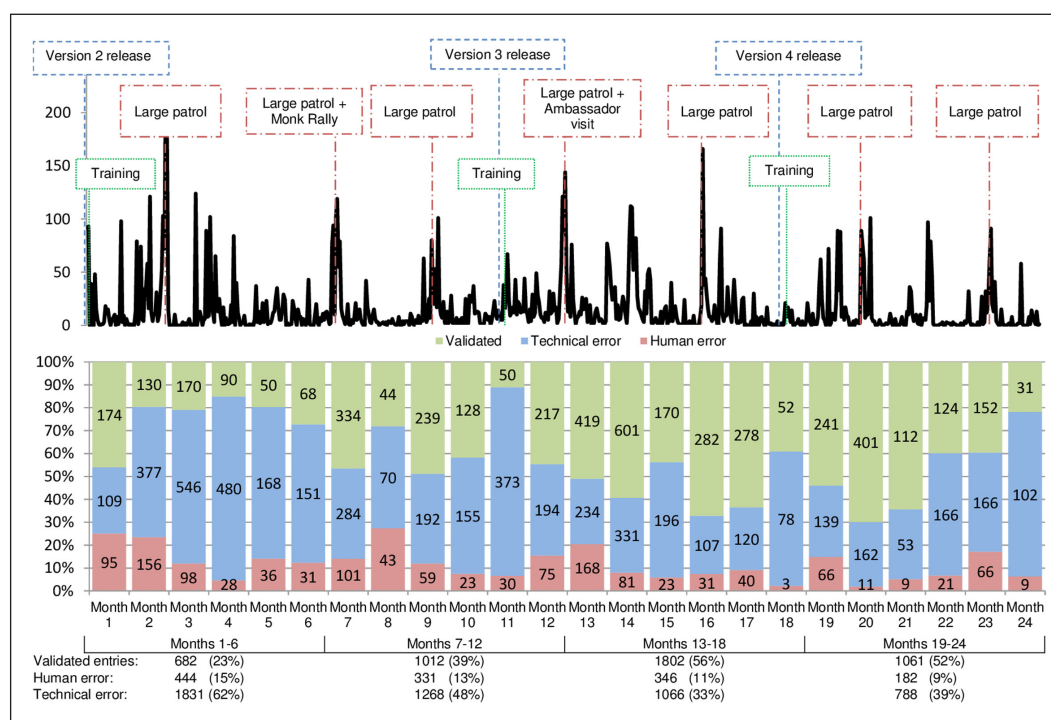 Version 2 release
Version 3 release
Version 4 release
Large patrol
Large patrol +
Monk Rally
Large patrol
Large patrol +
Ambassador
visit
Large patrol
Large patrol
Large patrol
Training
Training
Training
200
150
100
50
0
Validated
Technical error
Human error
100%
90%
80%
70%
60%
50%
40%
30%
20%
10%
0%
174 130 170 90 50 68 334 44 239 128 50 217 419 601 170 282 278 52 241 401 112 124 152 31
109 377 546 480 168 151 284 70 192 155 373 194 234 331 196 107 120 78 139 162 53 166 166 102
95 156 98 28 36 31 101 43 59 23 30 75 168 81 23 31 40 3 66 11 9 21 66 9
Month Month Month Month Month Month Month Month Month Month Month Month Month Month Month Month Month Month Month Month Month Month Month Month
1 2 3 4 5 6 7 8 9 10 11 12 13 14 15 16 17 18 19 20 21 22 23 24
Months 1-6 Months 7-12 Months 13-18 Months 19-24
Validated entries: 682 (23%) 1012 (39%) 1802 (56%) 1061 (52%)
Human error: 444 (15%) 331 (13%) 346 (11%) 182 (9%)
Technical error: 1831 (62%) 1268 (48%) 1066 (33%) 788 (39%)